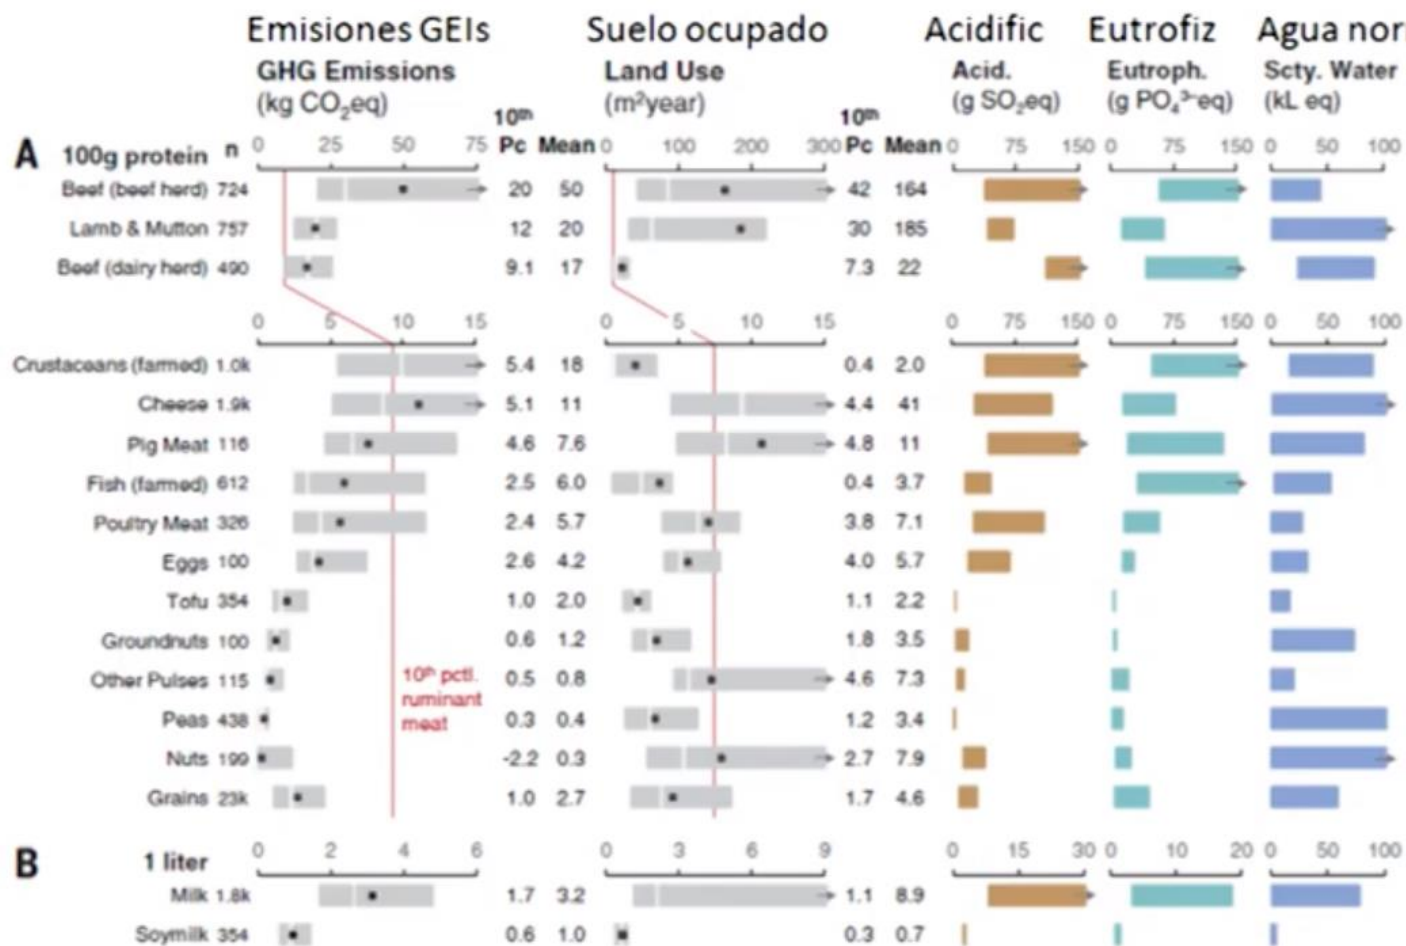 Emisiones GEIs Suelo ocupado Acidific Eutrofiz Agua nor
GHG Emissions Land Use Acid. Eutroph. Scty. Water
(kg CO₂eq) (m²year) (g SO₂eq) (g PO₄³⁻eq) (kL eq)
10th 10th
A 100g protein n 0 25 50 75 Pc Mean 0 100 200 300 Pc Mean 0 75 150 0 75 150 0 50 100
Beef (beef herd) 724 20 50 42 164
Lamb & Mutton 757 12 20 30 185
Beef (dairy herd) 490 9.1 17 7.3 22
0 5 10 15 0 5 10 15 0 75 150 0 75 150 0 50 100
Crustaceans (farmed) 1.0k 5.4 18 0.4 2.0
Cheese 1.9k 5.1 11 4.4 41
Pig Meat 116 4.6 7.6 4.8 11
Fish (farmed) 612 2.5 6.0 0.4 3.7
Poultry Meat 326 2.4 5.7 3.8 7.1
Eggs 100 2.6 4.2 4.0 5.7
Tofu 354 1.0 2.0 1.1 2.2
Groundnuts 100 0.6 1.2 1.8 3.5
Other Pulses 115 0.5 0.8 4.6 7.3
Peas 438 0.3 0.4 1.2 3.4
Nuts 199 -2.2 0.3 2.7 7.9
Grains 23k 1.0 2.7 1.7 4.6
10th pctl.
ruminant
meat
B 1 liter 0 2 4 6 0 3 6 9 0 15 30 0 10 20 0 50 100
Milk 1.8k 1.7 3.2 1.1 8.9
Soymilk 354 0.6 1.0 0.3 0.7